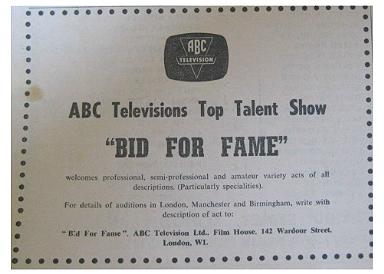 ABC
TELEVISION
ABC Televisions Top Talent Show
"BID FOR FAME"
welcomes professional, semi-professional and amateur variety acts of all
descriptions. (Particularly specialities).
For details of auditions in London, Manchester and Birmingham, write with
description of act to:
"B'd For Fame". ABC Television Ltd., Film House, 142 Wardour Street.
London, W1.